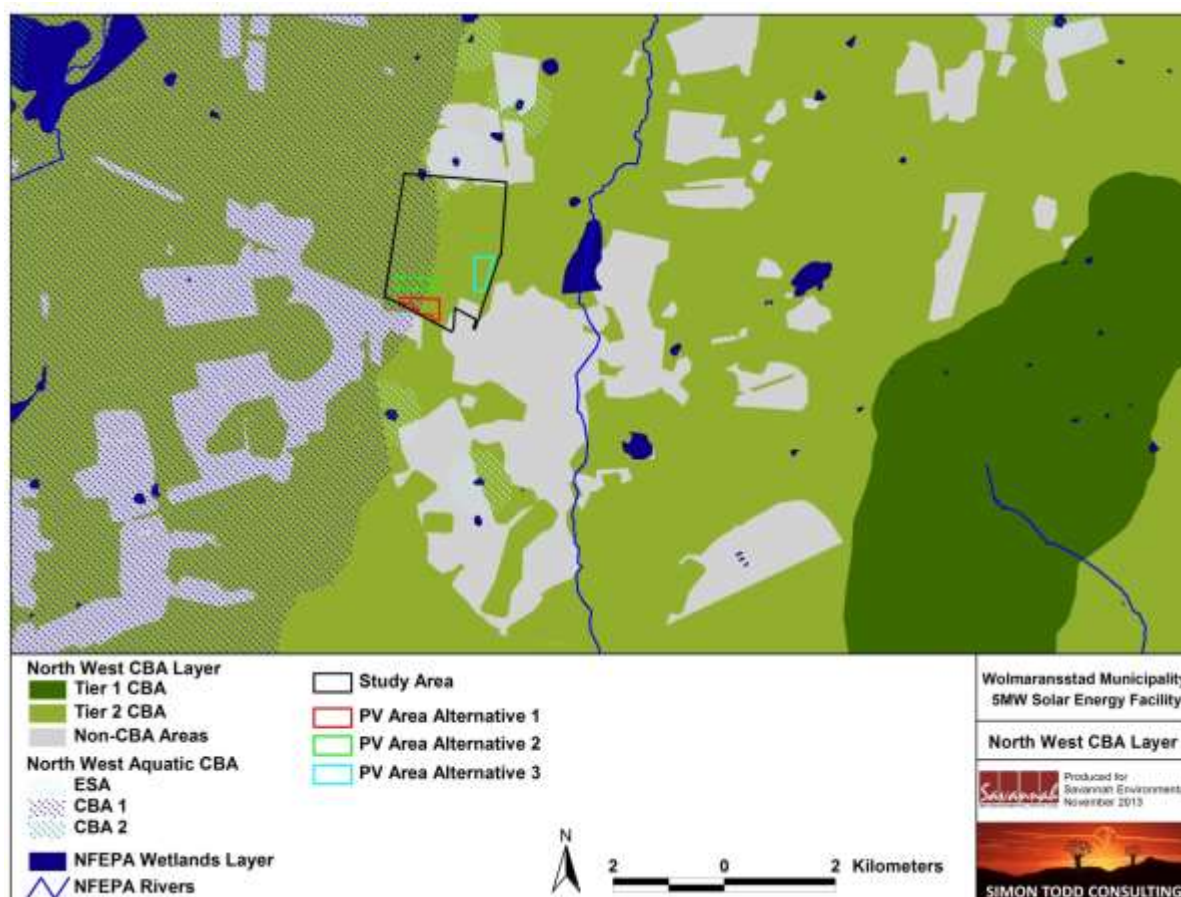 North West CBA Layer
Tier 1 CBA
Tier 2 CBA
Non-CBA Areas
North West Aquatic CBA
ESA
CBA 1
CBA 2
NFEPA Wetlands Layer
NFEPA Rivers
Study Area
PV Area Alternative 1
PV Area Alternative 2
PV Area Alternative 3
N
2 0 2 Kilometers
Wolmaransstad Municipality
5MW Solar Energy Facility
North West CBA Layer
Savannah
Produced for
Savannah Environmenta
November 2013
SIMON TODD CONSULTING